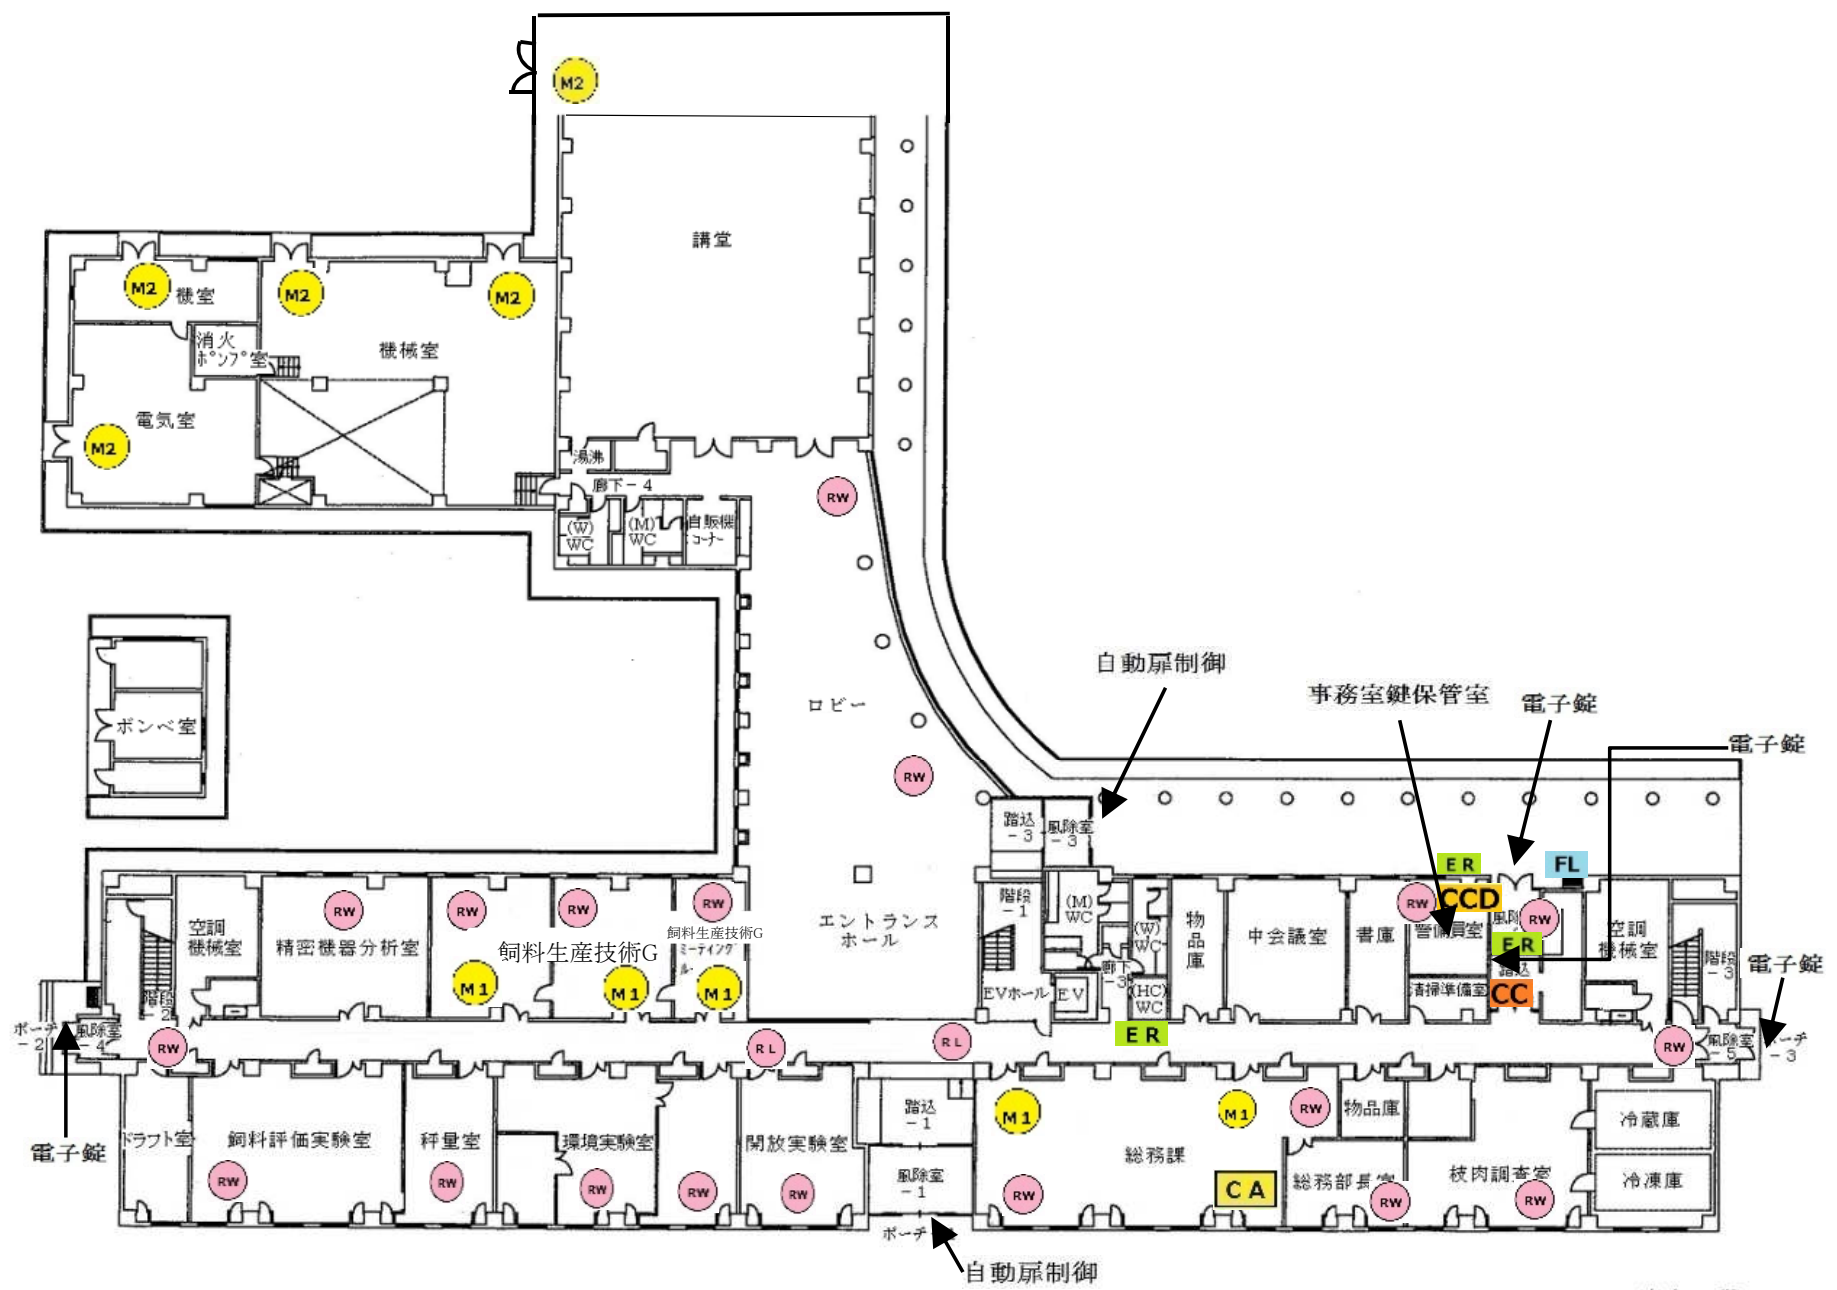 M2
講堂
M2
機室
M2
M2
消火
ﾎﾟﾝﾌﾟ室
機械室
電気室
M2
湯沸
廊下－4
(W)
WC
(M)
WC
自販機
ｺｰﾅｰ
RW
ボンベ室
ロビー
RW
自動扉制御
事務室鍵保管室
電子錠
電子錠
踏込
－3
風除室
－3
エントランス
ホール
空調
機械室
RW
精密機器分析室
RW
RW
飼料生産技術G
M1
M1
RW
飼料生産技術G
ミーティング
ル
M1
階段
－2
階段
－1
(M)
WC
(W)
WC
廊下
－3
(HC)
WC
EVホール
EV
物品庫
中会議室
書庫
ER
RW
CCD
警備員室
清掃準備室
FL
風除
RW
ER
踏込
CC
空調
機械室
階段
－3
電子錠
ポーチ
－2
風除室
－4
RW
RL
RL
ER
RW
風除室
－5
ーチ
－3
電子錠
ドラフト室
飼料評価実験室
RW
秤量室
RW
環境実験室
RW
RW
開放実験室
RW
踏込
－1
風除室
－1
ポーチ
自動扉制御
M1
M1
RW
総務課
RW
CA
物品庫
総務部長室
RW
枝肉調査室
RW
冷蔵庫
冷凍庫